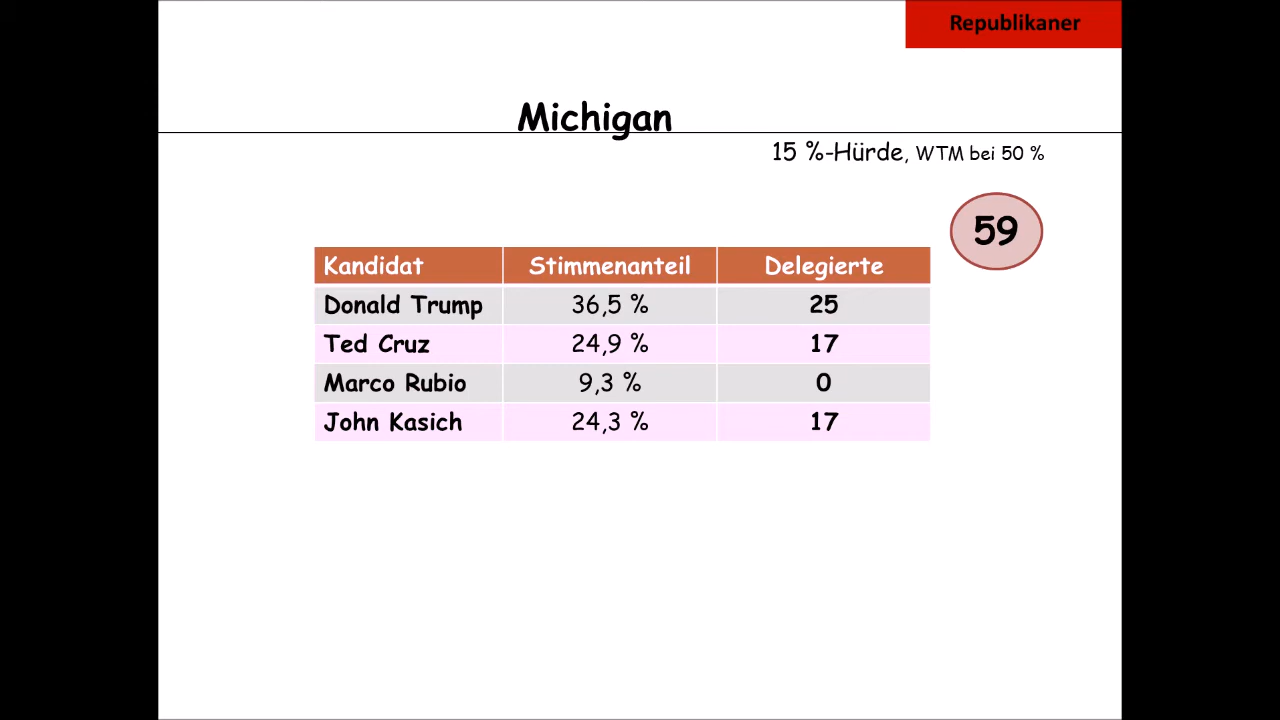 Republikaner
Michigan
15 %-Hürde, WTM bei 50 %
59
Kandidat Stimmenanteil Delegierte
Donald Trump 36,5 % 25
Ted Cruz 24,9 % 17
Marco Rubio 9,3 % 0
John Kasich 24,3 % 17